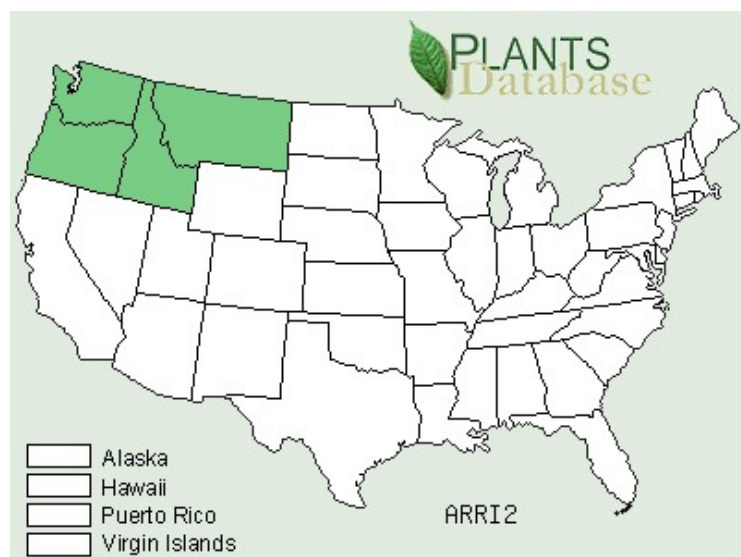 PLANTS
Database
Alaska
Hawaii
Puerto Rico
Virgin Islands
ARRI2